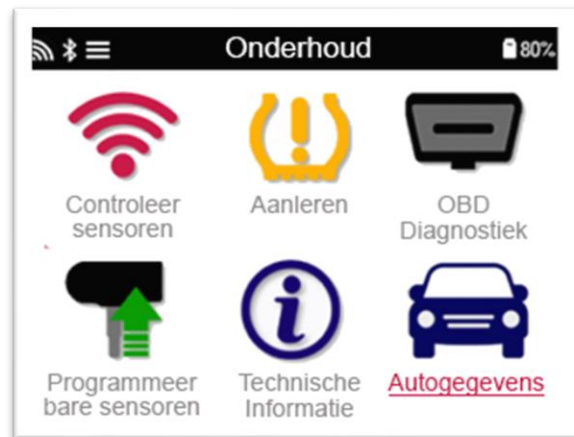 Onderhoud
80%
Controleer
sensoren
Aanleren
OBD
Diagnostiek
Programmeer
bare sensoren
Technische
Informatie
Autogegevens